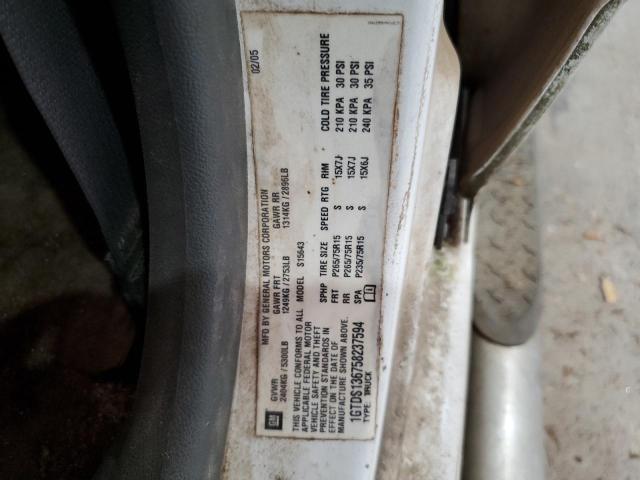 GM
MFD BY GENERAL MOTORS CORPORATION
02/05
GVWR GAWR FRT GAWR RR
2404KG/5300LB 1249KG/2753LB 1314KG/2896LB
THIS VEHICLE CONFORMS TO ALL
APPLICABLE FEDERAL MOTOR
VEHICLE SAFETY AND THEFT
PREVENTION STANDARDS IN
EFFECT ON THE DATE OF
MANUFACTURE SHOWN ABOVE.
1GTDS136758237594
TYPE: TRUCK
MODEL S15643
SPHP TIRE SIZE SPEED RTG RIM COLD TIRE PRESSURE
FRT P265/75R15 S 15X7J 210 KPA 30 PSI
RR P265/75R15 S 15X7J 210 KPA 30 PSI
SPA P235/75R15 S 15X6J 240 KPA 35 PSI